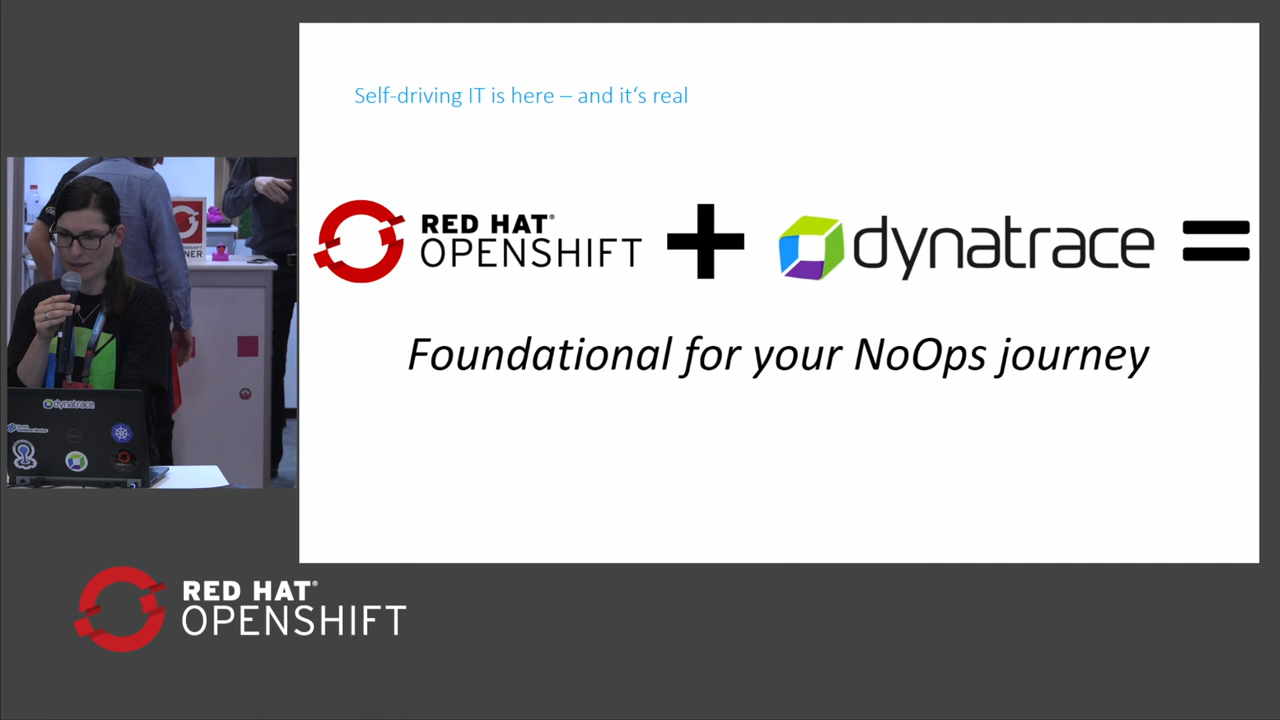 Self-driving IT is here – and it‘s real
RED HAT®
OPENSHIFT
+
dynatrace
=
Foundational for your NoOps journey
dynatrace
RED HAT®
OPENSHIFT